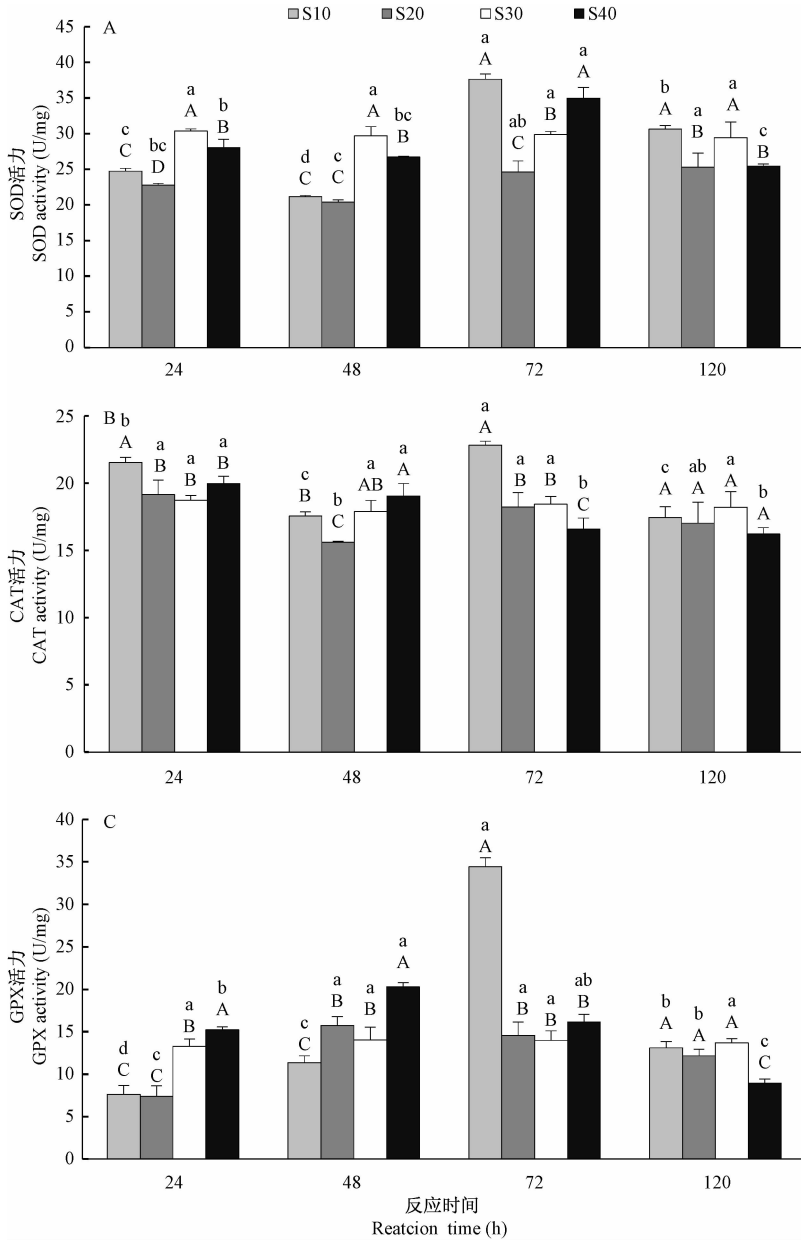 A
S10 S20 S30 S40
SOD活力
SOD activity (U/mg)
45
40
35
30
25
20
15
10
5
0
c bc a b
C D A B
d c a bc
C C A B
a ab a a
A C B A
b a a c
A B A B
24 48 72 120
B
CAT活力
CAT activity (U/mg)
25
20
15
10
5
0
b a a a
A B B B
c b a a
B C AB A
a a a b
A B B C
c ab a b
A A A A
24 48 72 120
C
GPX活力
GPX activity (U/mg)
40
35
30
25
20
15
10
5
0
d c a b
C C B A
c a a a
C B B A
a a a ab
A B B B
b b a c
A A A C
24 48 72 120
反应时间
Reatcion time (h)